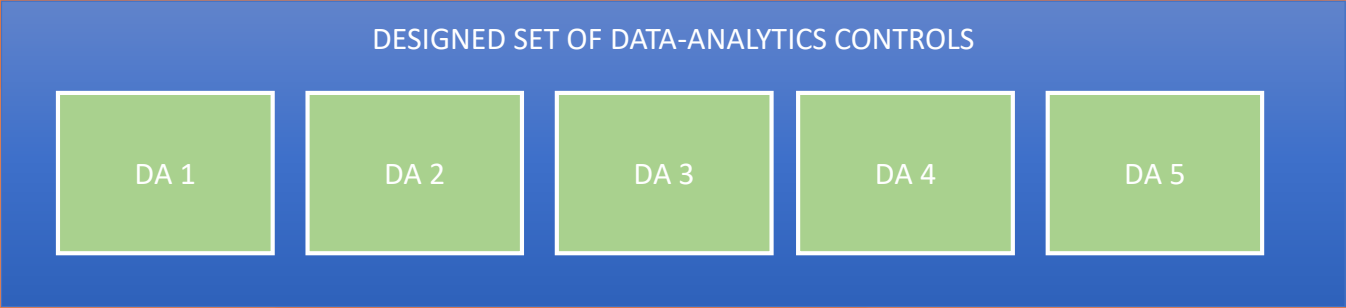 DESIGNED SET OF DATA-ANALYTICS CONTROLS
DA 1
DA 2
DA 3
DA 4
DA 5